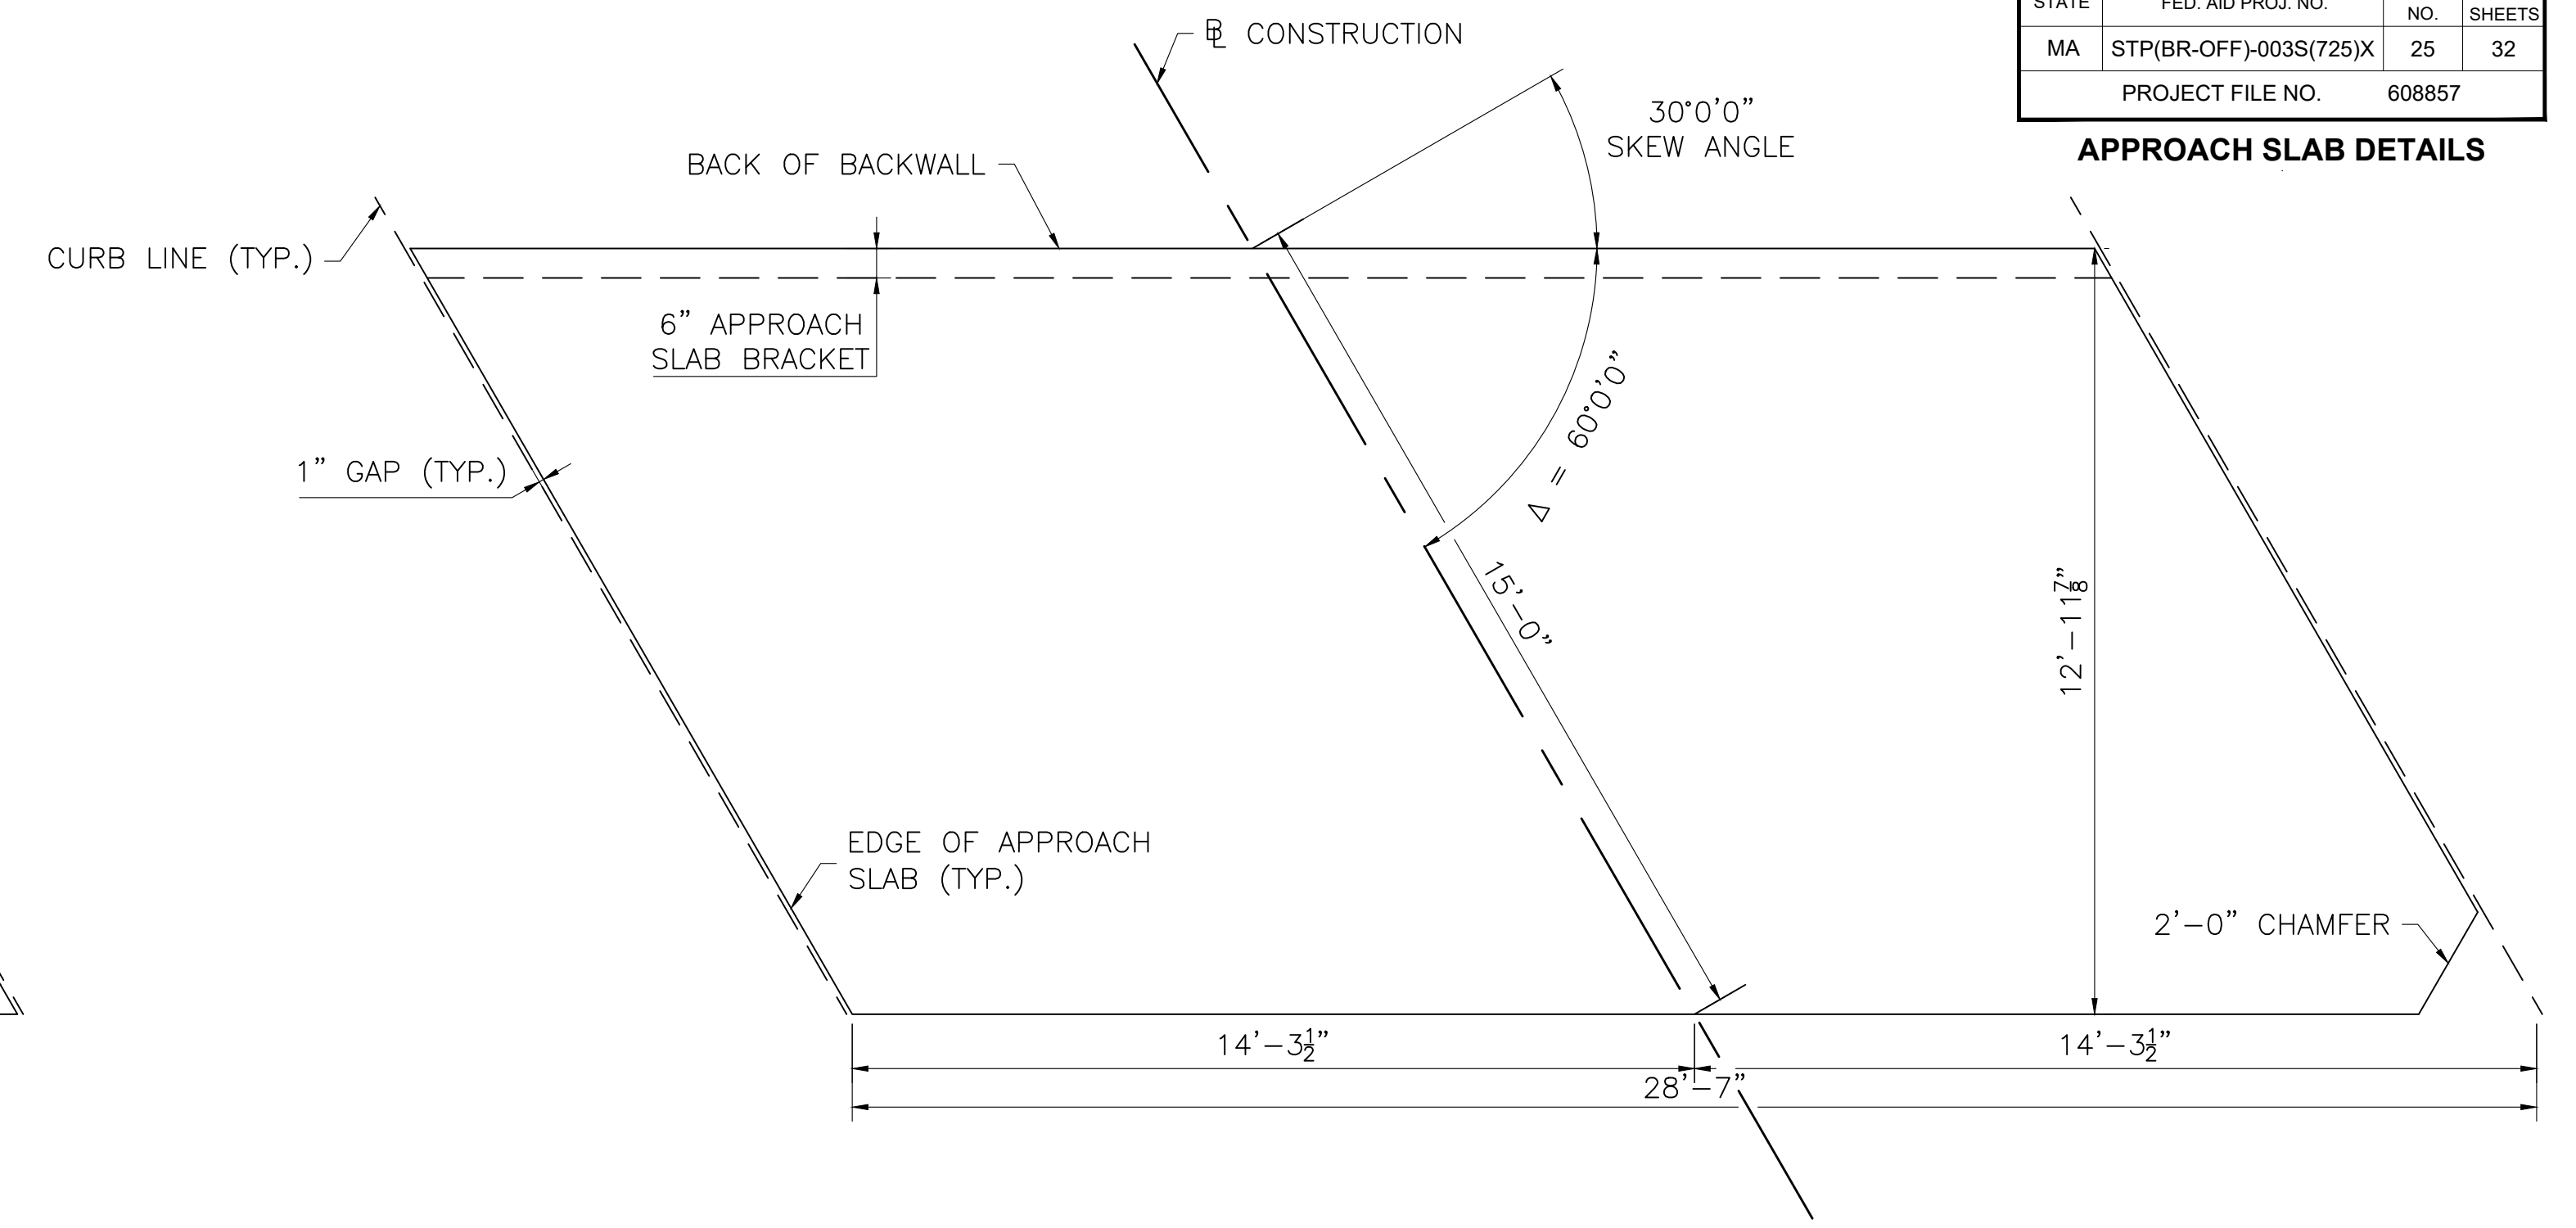 STATE FED. AID PROJ. NO. NO. SHEETS
MA STP(BR-OFF)-003S(725)X 25 32
PROJECT FILE NO. 608857
APPROACH SLAB DETAILS
℄ CONSTRUCTION
30°0'0"
SKEW ANGLE
BACK OF BACKWALL
CURB LINE (TYP.)
6" APPROACH
SLAB BRACKET
1" GAP (TYP.)
Δ = 60°0'0"
15'-0"
12'-11⅞"
EDGE OF APPROACH
SLAB (TYP.)
2'-0" CHAMFER
14'-3½" 14'-3½"
28'-7"